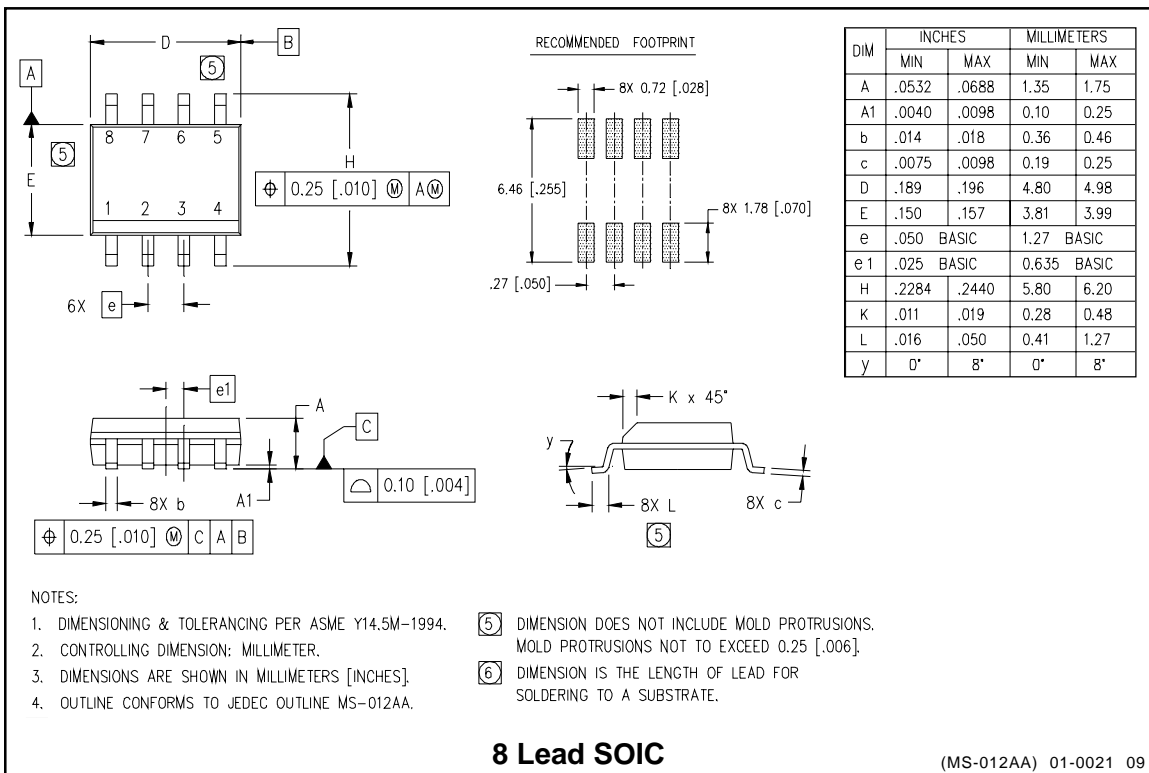 D
B
5
A
RECOMMENDED FOOTPRINT
8X 0.72 [.028]
8 7 6 5
5
E
H
⌖ 0.25 [.010] Ⓜ AⓂ
6.46 [.255]
1 2 3 4
8X 1.78 [.070]
.27 [.050]
6X e
DIM INCHES MILLIMETERS
MIN MAX MIN MAX
A .0532 .0688 1.35 1.75
A1 .0040 .0098 0.10 0.25
b .014 .018 0.36 0.46
c .0075 .0098 0.19 0.25
D .189 .196 4.80 4.98
E .150 .157 3.81 3.99
e .050 BASIC 1.27 BASIC
e1 .025 BASIC 0.635 BASIC
H .2284 .2440 5.80 6.20
K .011 .019 0.28 0.48
L .016 .050 0.41 1.27
y 0° 8° 0° 8°
e1
A
C
A1
8X b
⌓ 0.10 [.004]
⌖ 0.25 [.010] Ⓜ C A B
K x 45°
y
8X L
5
8X c
NOTES:
1. DIMENSIONING & TOLERANCING PER ASME Y14.5M-1994.
2. CONTROLLING DIMENSION: MILLIMETER.
3. DIMENSIONS ARE SHOWN IN MILLIMETERS [INCHES].
4. OUTLINE CONFORMS TO JEDEC OUTLINE MS-012AA.
5 DIMENSION DOES NOT INCLUDE MOLD PROTRUSIONS.
MOLD PROTRUSIONS NOT TO EXCEED 0.25 [.006].
6 DIMENSION IS THE LENGTH OF LEAD FOR
SOLDERING TO A SUBSTRATE.
8 Lead SOIC
(MS-012AA) 01-0021 09